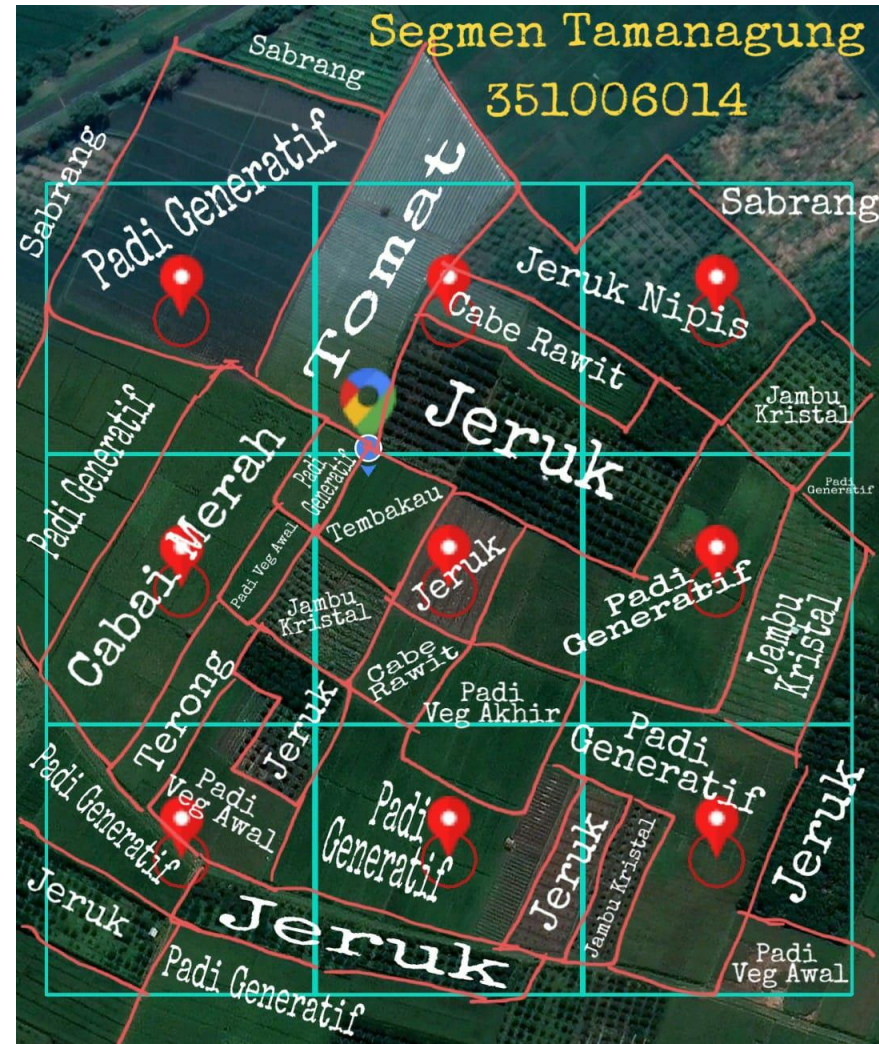 Segmen Tamanagung
351006014
Sabrang
Sabrang
Padi Generatif
Tomat
Sabrang
Jeruk Nipis
Cabe Rawit
Jeruk
Jambu
Kristal
Padi
Generatif
Padi Generatif
Cabai Merah
Padi
Generatif
Tembakau
Padi Veg Awal
Jeruk
Jambu
Kristal
Padi
Generatif
Jambu
Kristal
Cabe
Rawit
Terong
Padi
Veg Akhir
Jeruk
Padi
Generatif
Padi Generatif
Padi
Veg Awal
Padi
Generatif
Jeruk
Jambu Kristal
Jeruk
Jeruk
Jeruk
Padi Generatif
Padi
Veg Awal